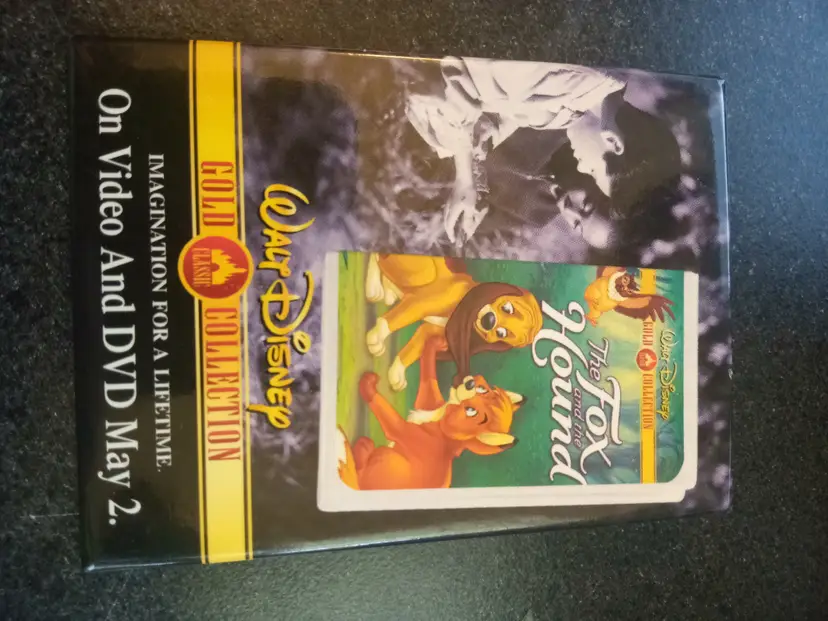 WALT DISNEY
GOLD COLLECTION
The Fox
and the
Hound
WALT DISNEY
GOLD COLLECTION
CLASSIC
IMAGINATION FOR A LIFETIME.
On Video And DVD May 2.